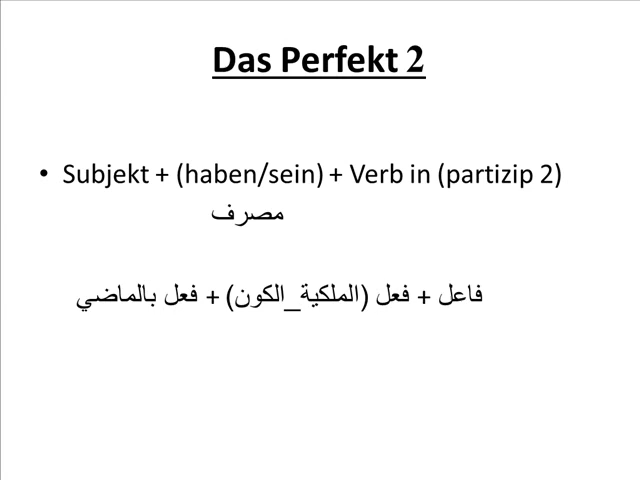 Das Perfekt 2
• Subjekt + (haben/sein) + Verb in (partizip 2)
مصرف
فاعل + فعل (الملكية_الكون) + فعل بالماضي